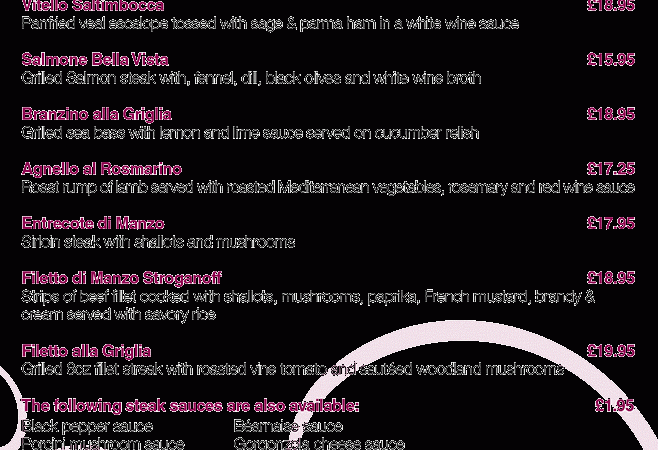 Vitello Saltimbocca £18.95
Panfried veal escalope tossed with sage & parma ham in a white wine sauce
Salmone Bella Vista £15.95
Grilled Salmon steak with, fennel, dill, black olives and white wine broth
Branzino alla Griglia £18.95
Grilled sea bass with lemon and lime sauce served on cucumber relish
Agnello al Rosmarino £17.25
Roast rump of lamb served with roasted Mediterranean vegetables, rosemary and red wine sauce
Entrecote di Manzo £17.95
Sirloin steak with shallots and mushrooms
Filetto di Manzo Stroganoff £18.95
Strips of beef fillet cooked with shallots, mushrooms, paprika, French mustard, brandy &
cream served with savory rice
Filetto alla Griglia £19.95
Grilled 8oz fillet streak with roasted vine tomato and sautéed woodland mushrooms
The following steak sauces are also available: £1.95
Black pepper sauce Béarnaise sauce
Porcini mushroom sauce Gorgonzola cheese sauce